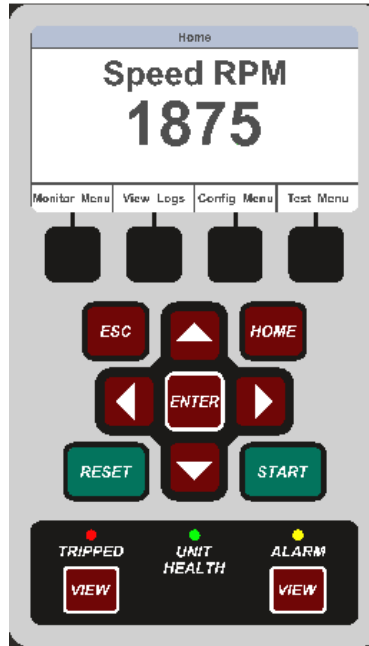 Home
Speed RPM
1875
Monitor Menu View Logs Config Menu Test Menu
ESC HOME
ENTER
RESET START
TRIPPED UNIT HEALTH ALARM
VIEW VIEW